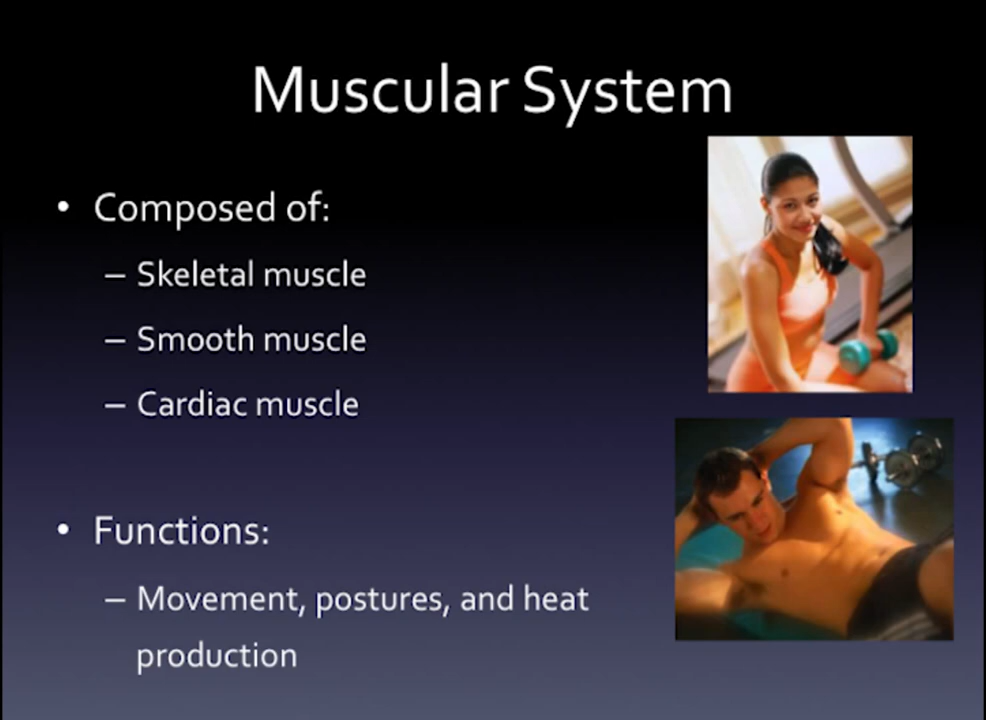 Muscular System
• Composed of:
– Skeletal muscle
– Smooth muscle
– Cardiac muscle
• Functions:
– Movement, postures, and heat
production